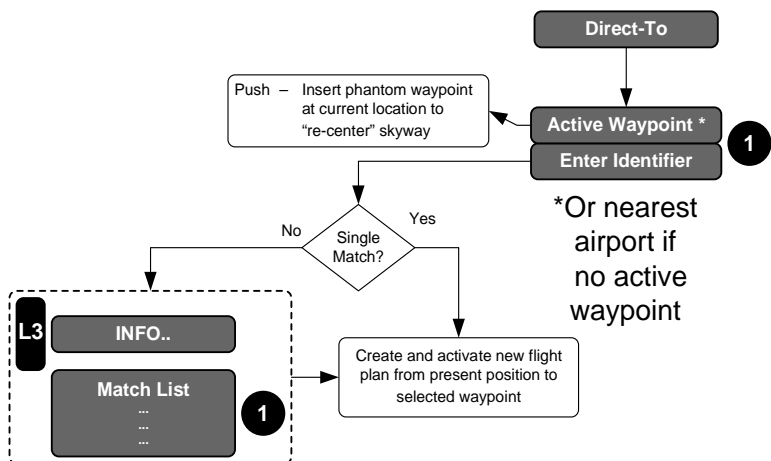 Direct-To
Push – Insert phantom waypoint
at current location to
“re-center” skyway
Active Waypoint *
Enter Identifier
1
*Or nearest
airport if
no active
waypoint
No
Yes
Single
Match?
L3
INFO..
Match List
...
...
...
1
Create and activate new flight
plan from present position to
selected waypoint